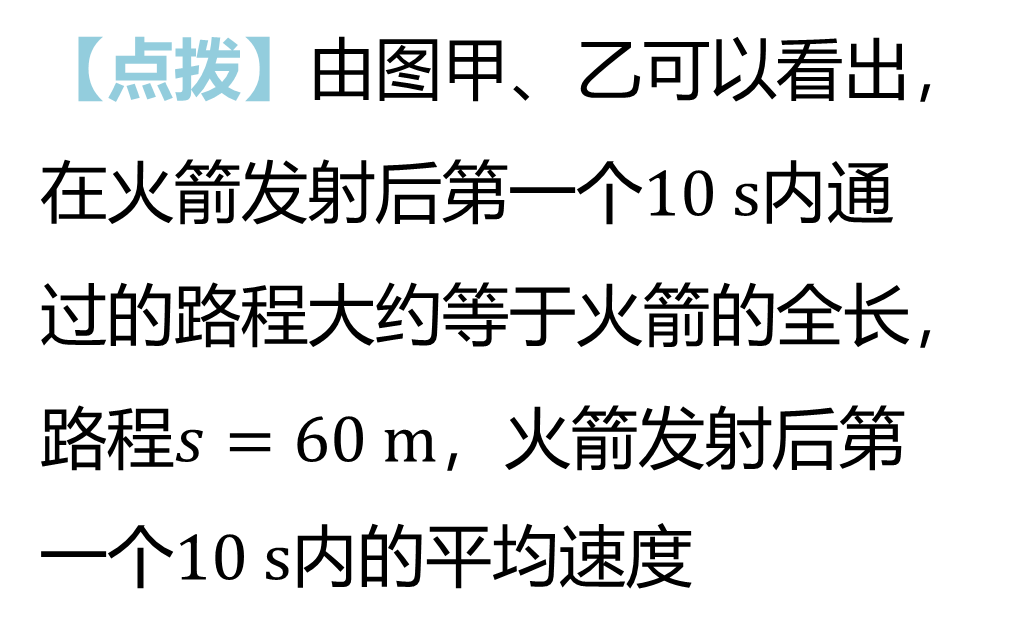 【点拨】由图甲、乙可以看出，
在火箭发射后第一个10 s内通
过的路程大约等于火箭的全长，
路程s = 60 m，火箭发射后第
一个10 s内的平均速度